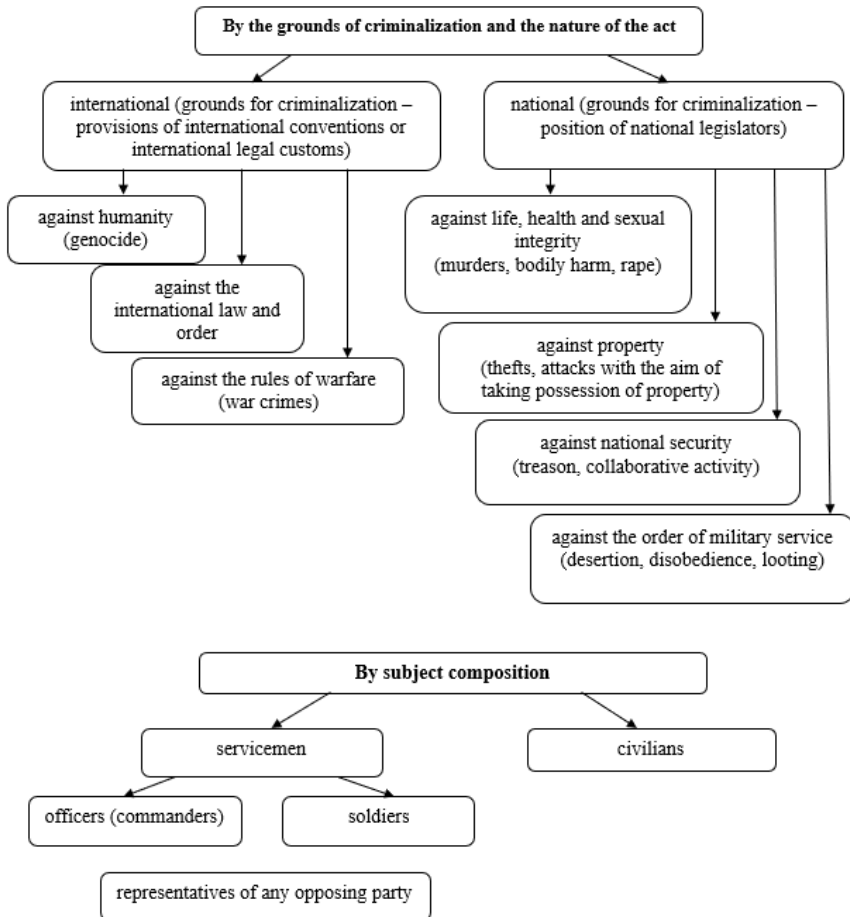 By the grounds of criminalization and the nature of the act
international (grounds for criminalization –
provisions of international conventions or
international legal customs)
national (grounds for criminalization –
position of national legislators)
against humanity
(genocide)
against the
international law and
order
against the rules of warfare
(war crimes)
against life, health and sexual
integrity
(murders, bodily harm, rape)
against property
(thefts, attacks with the aim of
taking possession of property)
against national security
(treason, collaborative activity)
against the order of military service
(desertion, disobedience, looting)
By subject composition
servicemen
civilians
officers (commanders)
soldiers
representatives of any opposing party